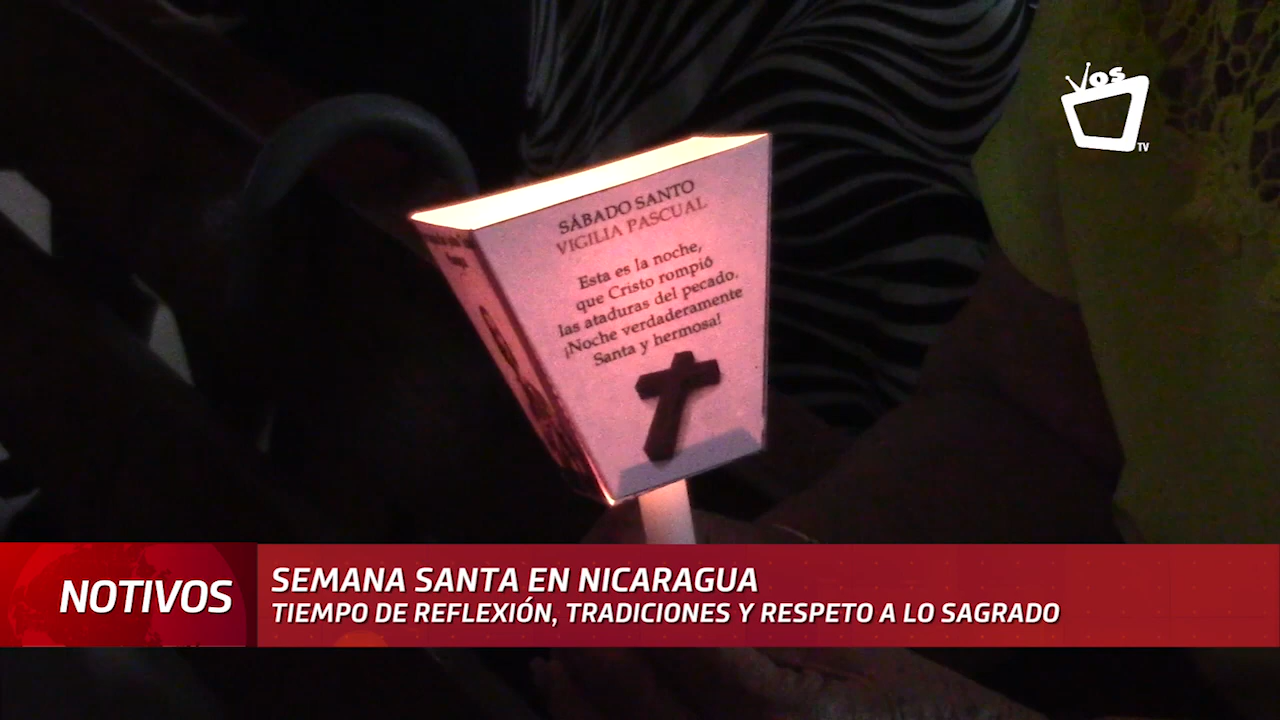 VOS
TV
SÁBADO SANTO
VIGILIA PASCUAL
Esta es la noche,
que Cristo rompió
las ataduras del pecado.
¡Noche verdaderamente
Santa y hermosa!
NOTIVOS
SEMANA SANTA EN NICARAGUA
TIEMPO DE REFLEXIÓN, TRADICIONES Y RESPETO A LO SAGRADO